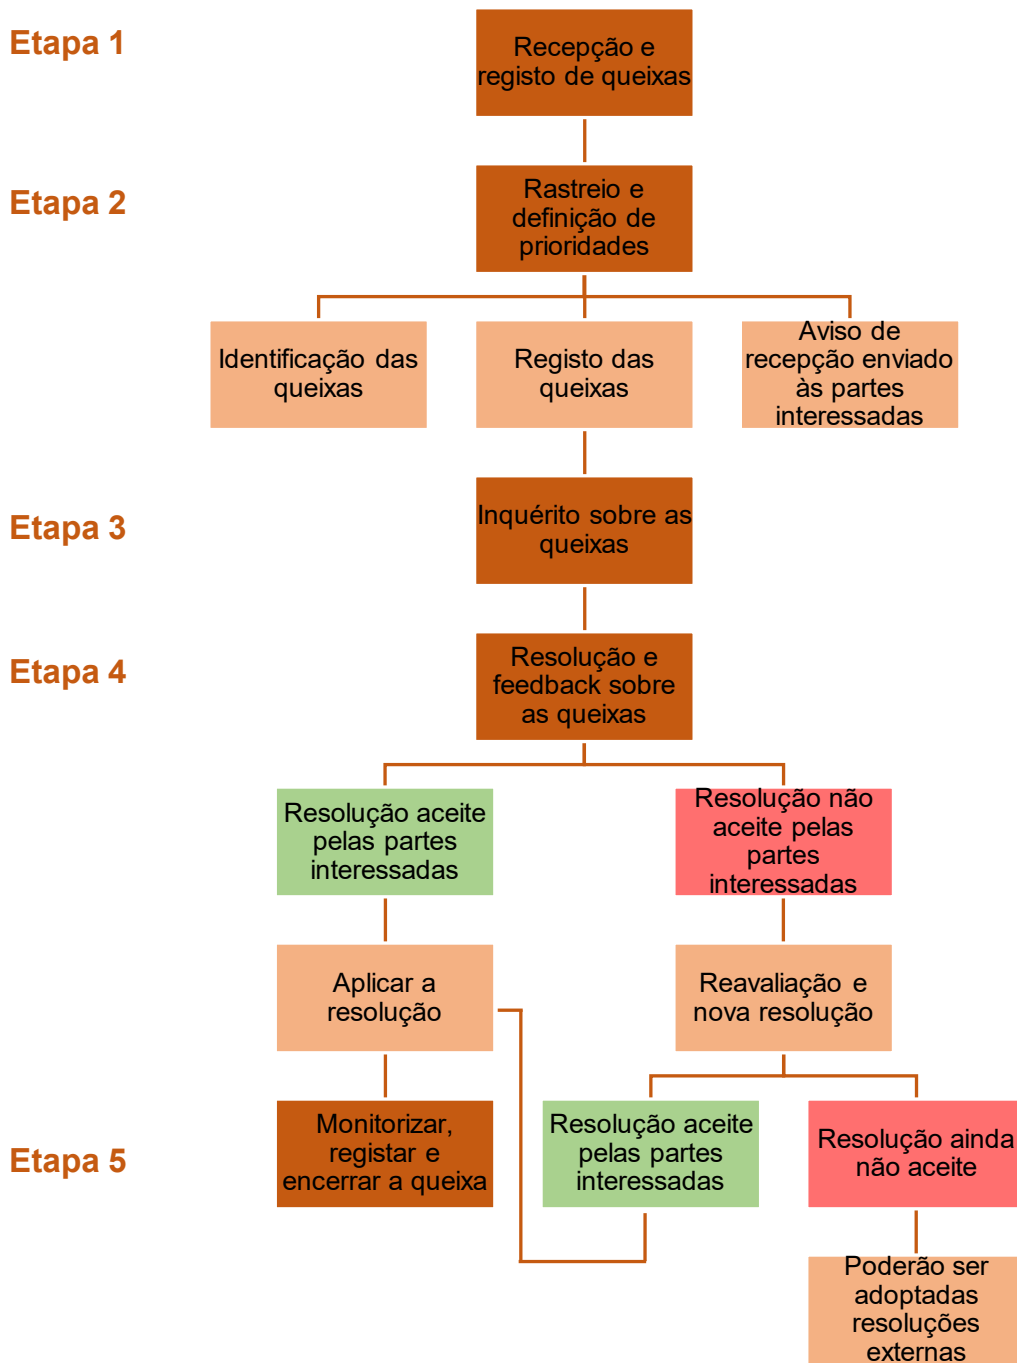 Etapa 1
Recepção e
registo de queixas
Etapa 2
Rastreio e
definição de
prioridades
Identificação das
queixas
Registo das
queixas
Aviso de
recepção enviado
às partes
interessadas
Etapa 3
Inquérito sobre as
queixas
Etapa 4
Resolução e
feedback sobre
as queixas
Resolução aceite
pelas partes
interessadas
Resolução não
aceite pelas
partes
interessadas
Aplicar a
resolução
Reavaliação e
nova resolução
Etapa 5
Monitorizar,
registar e
encerrar a queixa
Resolução aceite
pelas partes
interessadas
Resolução ainda
não aceite
Poderão ser
adoptadas
resoluções
externas